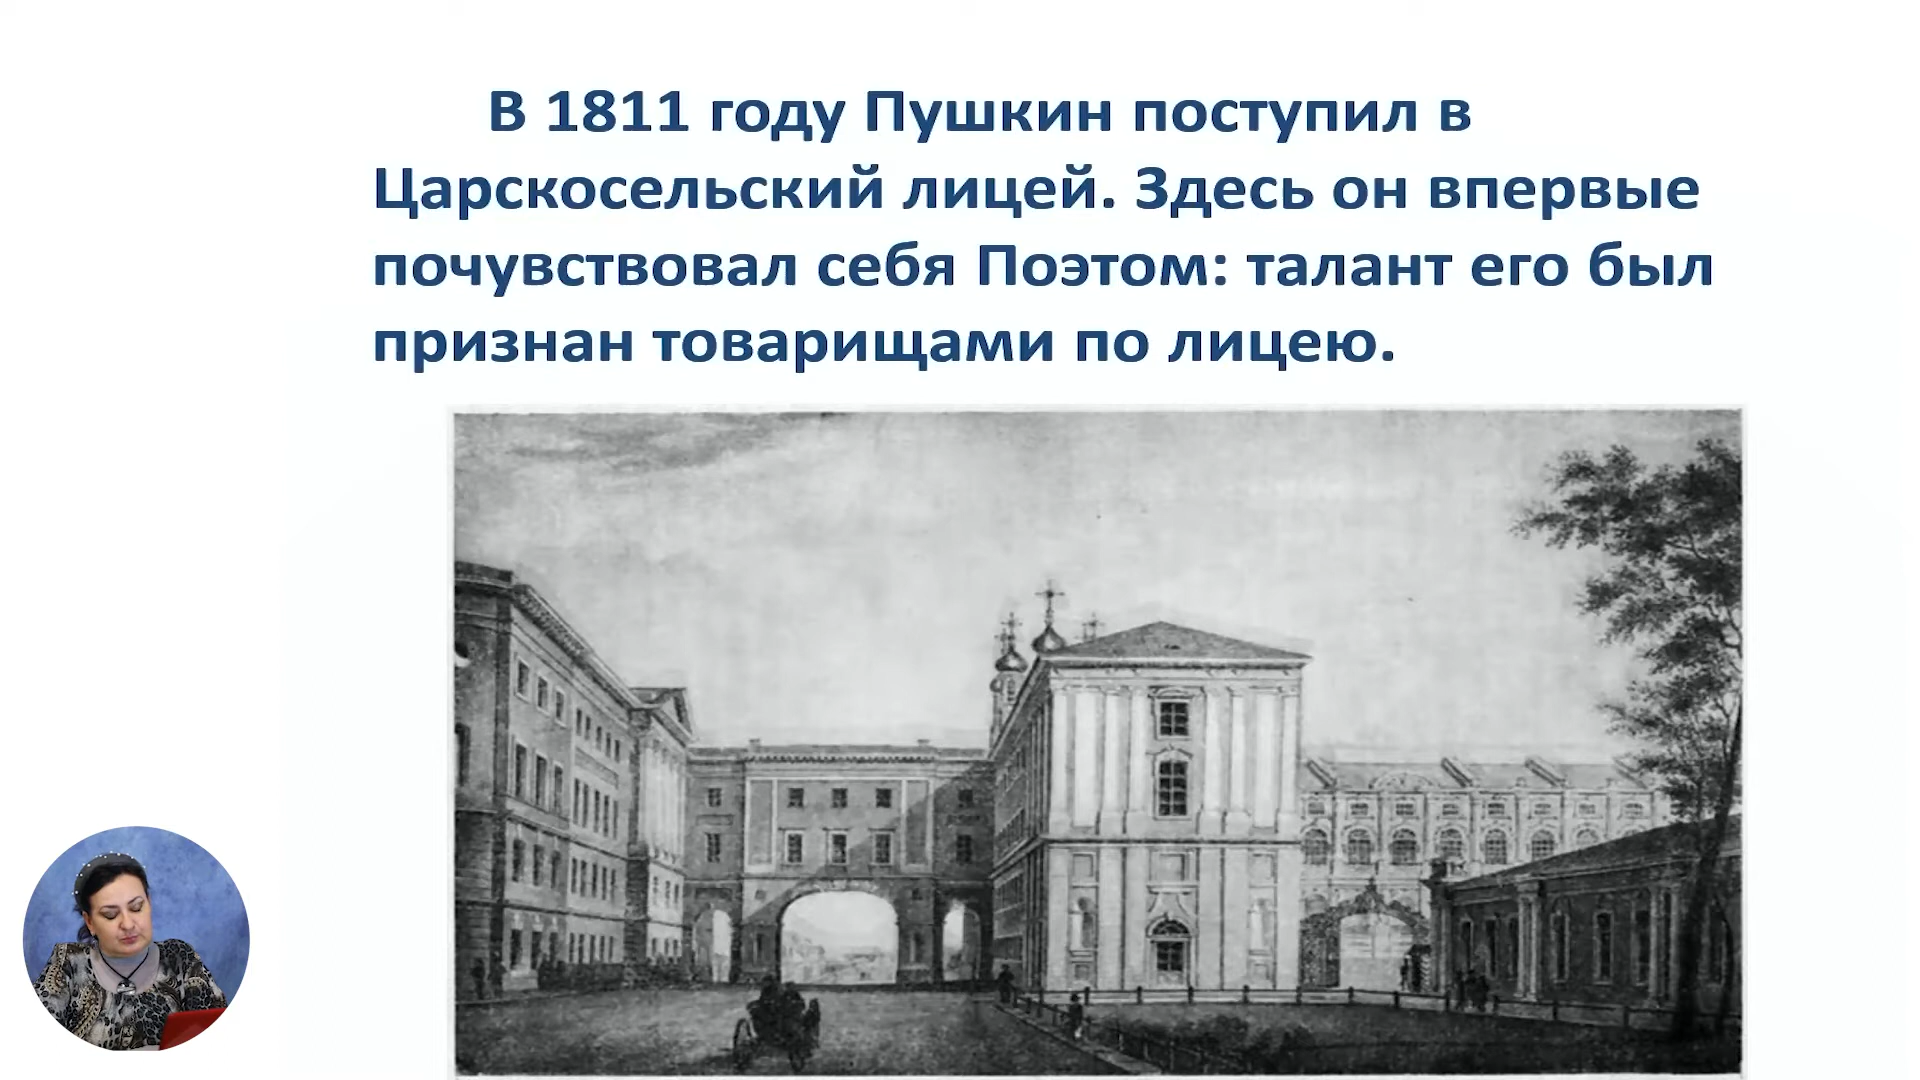 В 1811 году Пушкин поступил в
Царскосельский лицей. Здесь он впервые
почувствовал себя Поэтом: талант его был
признан товарищами по лицею.